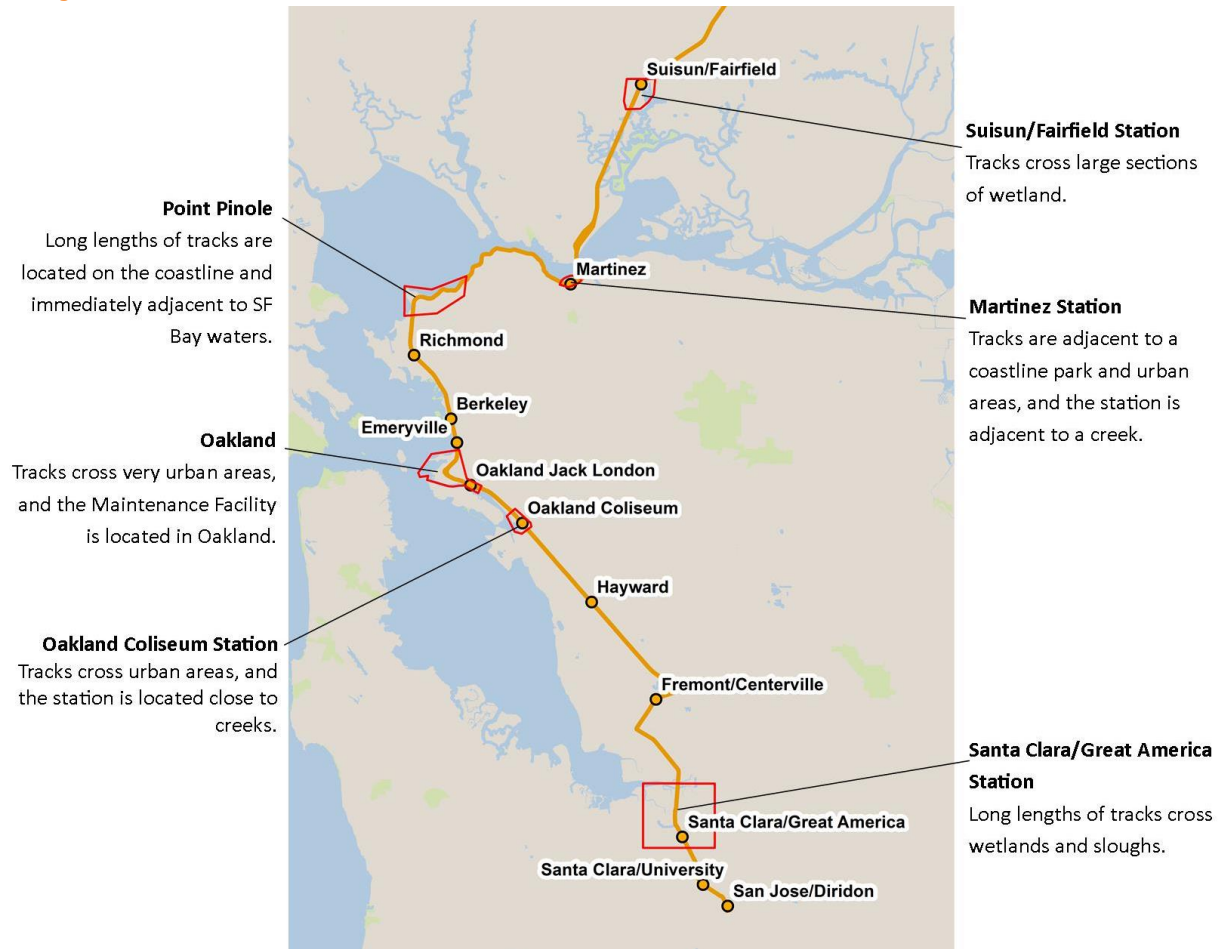 Suisun/Fairfield
Suisun/Fairfield Station
Tracks cross large sections
of wetland.
Point Pinole
Long lengths of tracks are
located on the coastline and
immediately adjacent to SF
Bay waters.
Martinez
Martinez Station
Tracks are adjacent to a
coastline park and urban
areas, and the station is
adjacent to a creek.
Richmond
Berkeley
Emeryville
Oakland
Tracks cross very urban areas,
and the Maintenance Facility
is located in Oakland.
Oakland Jack London
Oakland Coliseum
Hayward
Oakland Coliseum Station
Tracks cross urban areas, and
the station is located close to
creeks.
Fremont/Centerville
Santa Clara/Great America
Station
Long lengths of tracks cross
wetlands and sloughs.
Santa Clara/Great America
Santa Clara/University
San Jose/Diridon